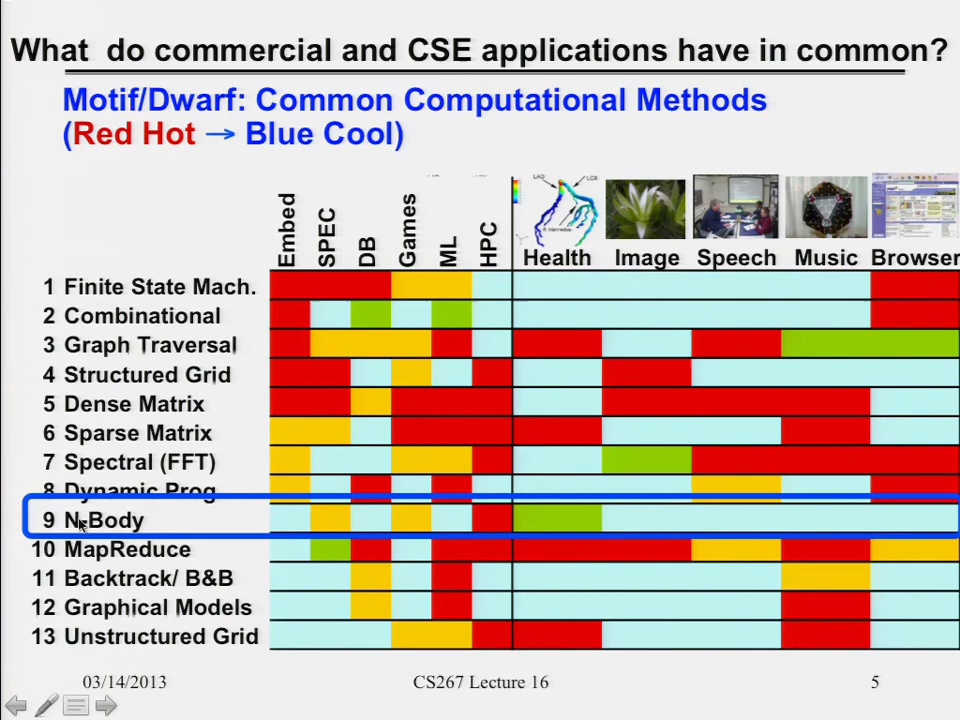 What do commercial and CSE applications have in common?
Motif/Dwarf: Common Computational Methods
(Red Hot → Blue Cool)
Embed SPEC DB Games ML HPC Health Image Speech Music Browser
1 Finite State Mach.
2 Combinational
3 Graph Traversal
4 Structured Grid
5 Dense Matrix
6 Sparse Matrix
7 Spectral (FFT)
8 Dynamic Prog
9 N-Body
10 MapReduce
11 Backtrack/ B&B
12 Graphical Models
13 Unstructured Grid
03/14/2013 CS267 Lecture 16 5